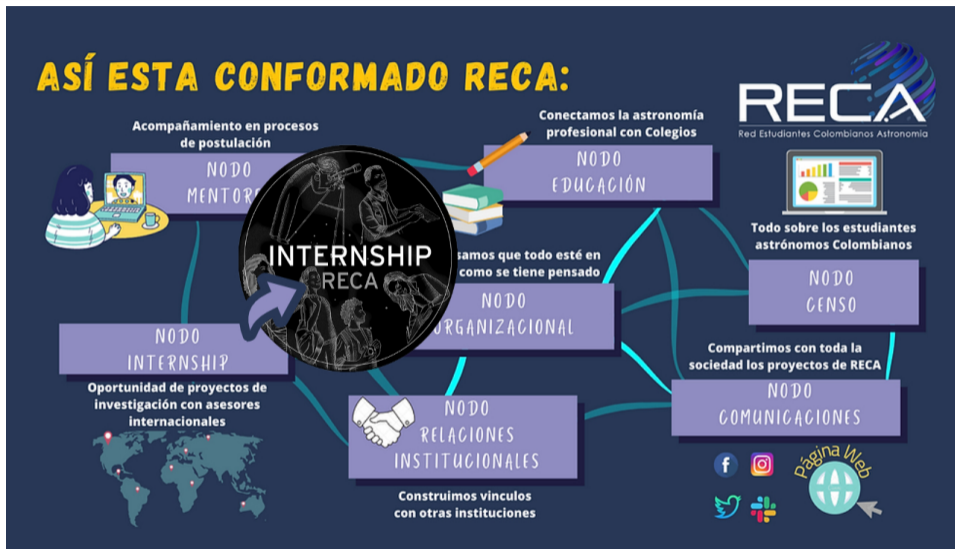 ASÍ ESTA CONFORMADO RECA:
RECA
Red Estudiantes Colombianos Astronomía
Acompañamiento en procesos
de postulación
NODO
Conectamos la astronomía
profesional con Colegios
NODO
EDUCACIÓN
Todo sobre los estudiantes
astrónomos Colombianos
NODO
CENSO
INTERNSHIP
RECA
que todo esté en
como se tiene pensado
NODO
ORGANIZACIONAL
NODO
INTERNSHIP
Oportunidad de proyectos de
investigación con asesores
internacionales
Compartimos con toda la
sociedad los proyectos de RECA
NODO
COMUNICACIONES
NODO
RELACIONES
INSTITUCIONALES
Construimos vinculos
con otras instituciones
Página Web